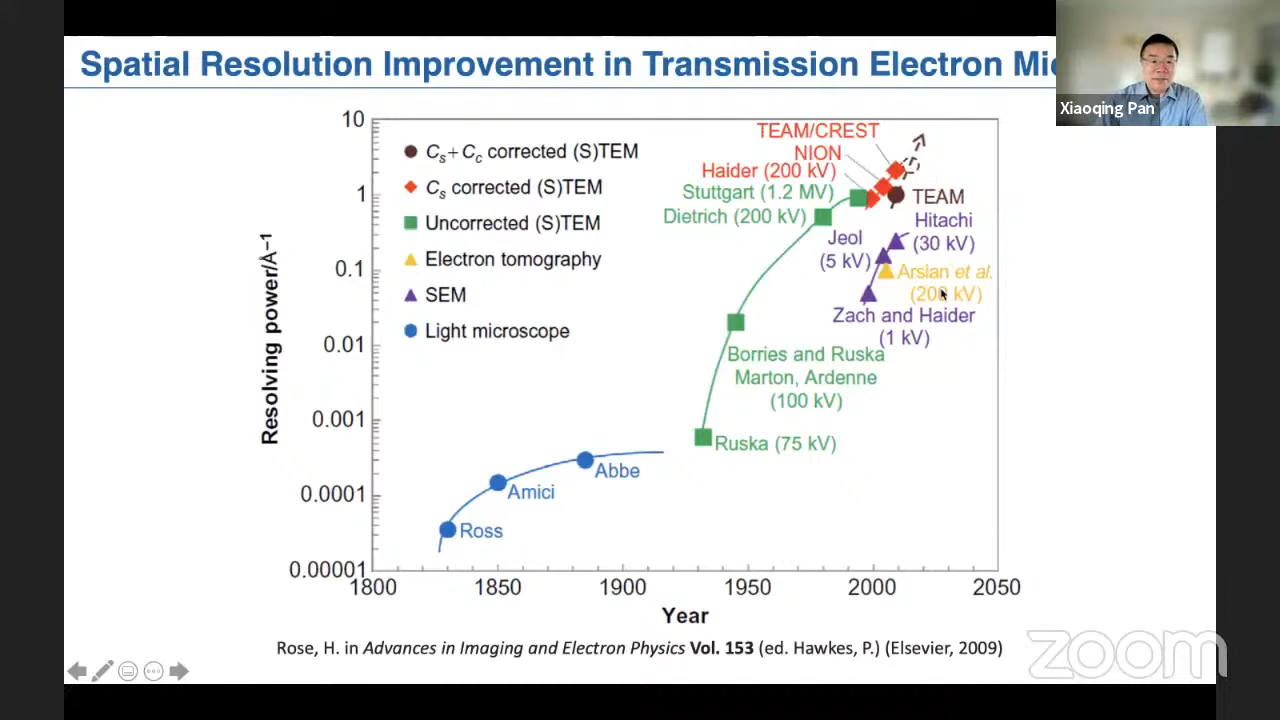 Spatial Resolution Improvement in Transmission Electron
Xiaoqing Pan
10
1
0.1
0.01
0.001
0.0001
0.00001
Resolving power/Å−1
Cs+Cc corrected (S)TEM
Cs corrected (S)TEM
Uncorrected (S)TEM
Electron tomography
SEM
Light microscope
TEAM/CREST
NION
Haider (200 kV)
Stuttgart (1.2 MV)
Dietrich (200 kV)
TEAM
Hitachi
(30 kV)
Jeol
(5 kV)
Arslan et al.
(200 kV)
Zach and Haider
(1 kV)
Borries and Ruska
Marton, Ardenne
(100 kV)
Ruska (75 kV)
Abbe
Amici
Ross
1800 1850 1900 1950 2000 2050
Year
Rose, H. in Advances in Imaging and Electron Physics Vol. 153 (ed. Hawkes, P.) (Elsevier, 2009)
zoom